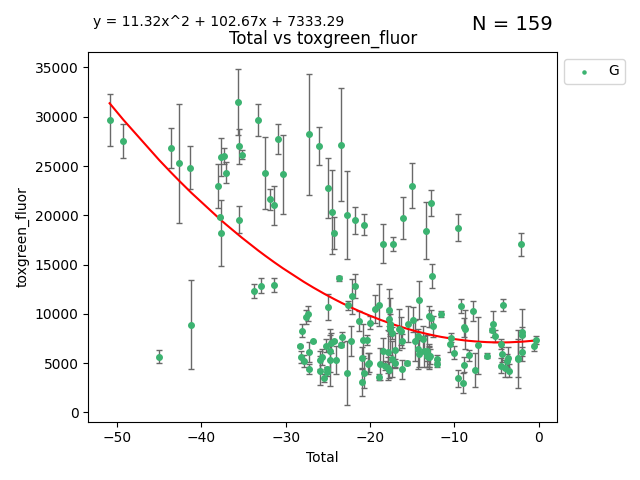 y = 11.32x^2 + 102.67x + 7333.29
N = 159
Total vs toxgreen_fluor
G
toxgreen_fluor
35000
30000
25000
20000
15000
10000
5000
0
−50 −40 −30 −20 −10 0
Total